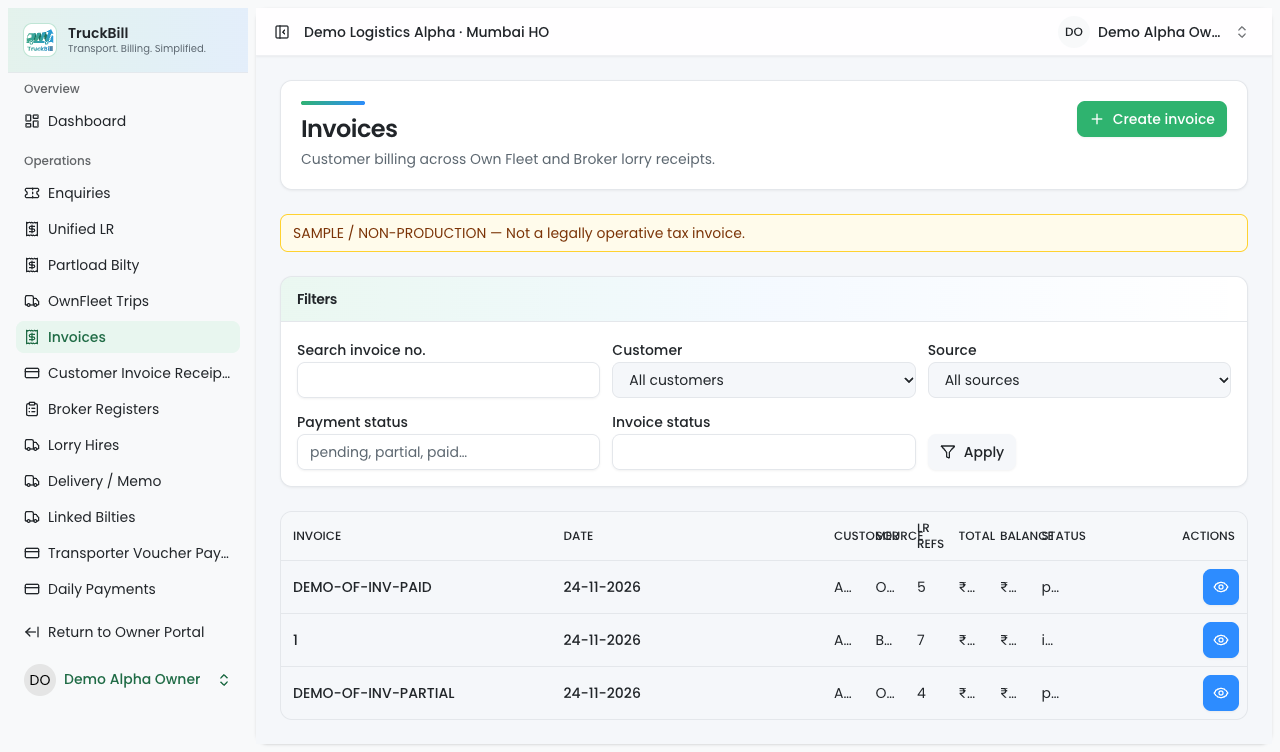 TruckBill
Transport. Billing. Simplified.
Overview
Dashboard
Operations
Enquiries
Unified LR
Partload Bilty
OwnFleet Trips
Invoices
Customer Invoice Receip...
Broker Registers
Lorry Hires
Delivery / Memo
Linked Bilties
Transporter Voucher Pay...
Daily Payments
Return to Owner Portal
DO Demo Alpha Owner
Demo Logistics Alpha · Mumbai HO
DO Demo Alpha Ow...
Invoices
Create invoice
Customer billing across Own Fleet and Broker lorry receipts.
SAMPLE / NON-PRODUCTION — Not a legally operative tax invoice.
Filters
Search invoice no. Customer Source
All customers All sources
Payment status Invoice status
pending, partial, paid... Apply
INVOICE DATE CUSTOMER SOURCE LR REFS TOTAL BALANCE STATUS ACTIONS
DEMO-OF-INV-PAID 24-11-2026 A... O... 5 ₹... ₹... p...
1 24-11-2026 A... B... 7 ₹... ₹... i...
DEMO-OF-INV-PARTIAL 24-11-2026 A... O... 4 ₹... ₹... p...